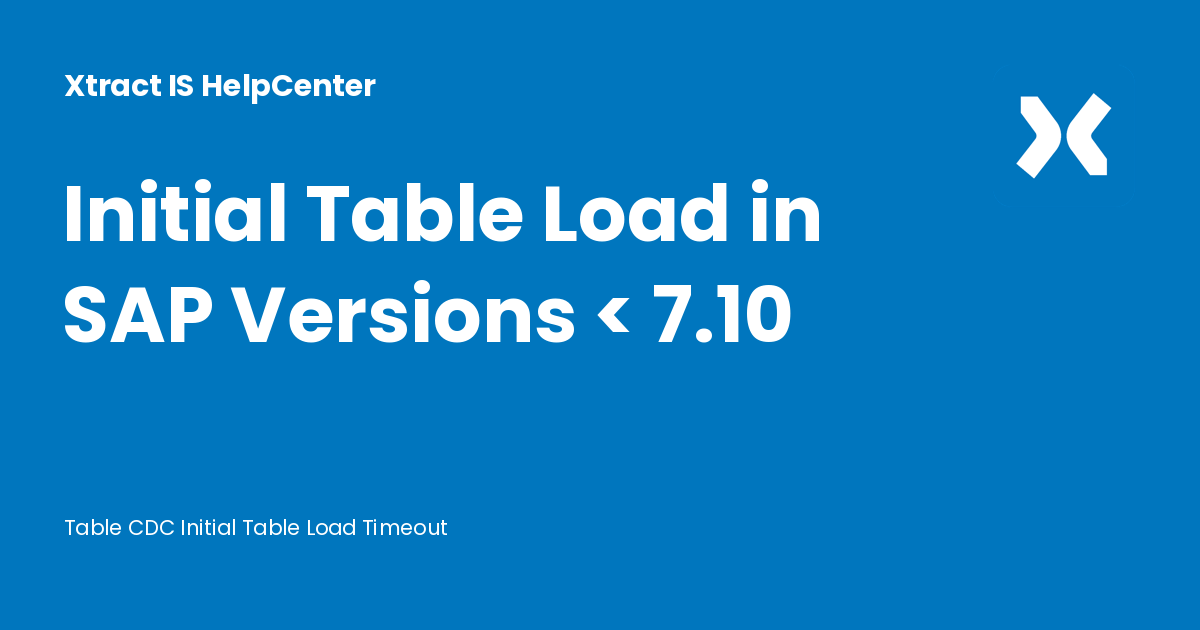 Xtract IS HelpCenter
Initial Table Load in
SAP Versions < 7.10
Table CDC Initial Table Load Timeout